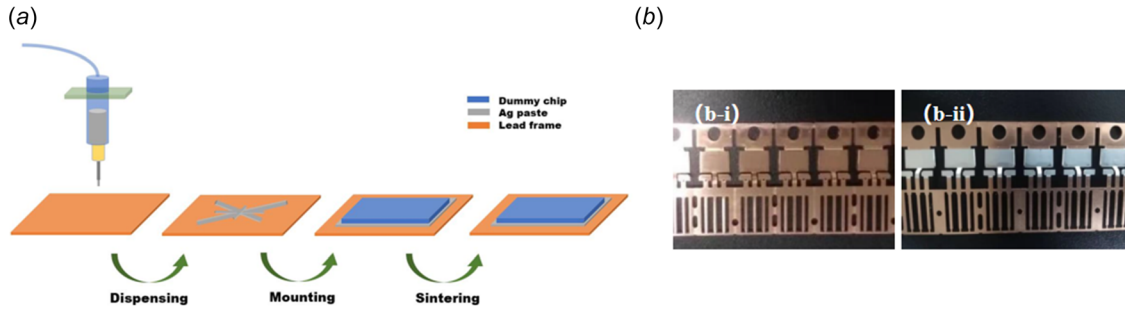 (a)
Dummy chip
Ag paste
Lead frame
Dispensing
Mounting
Sintering
(b)
(b-i)
(b-ii)